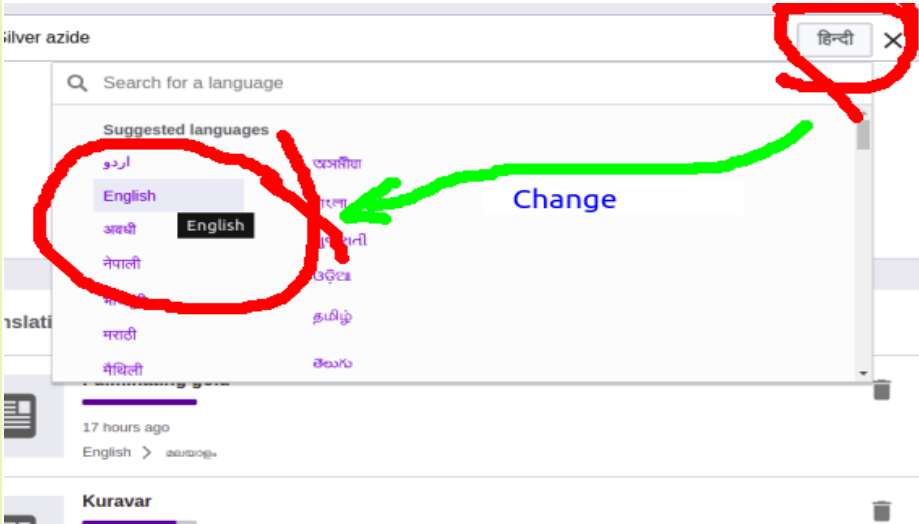 Silver azide
हिन्दी
Search for a language
Suggested languages
اردو
অসমীয়া
English
English
Change
अवधी
नेपाली
ଓଡ଼ିଆ
தமிழ்
मराठी
తెలుగు
मैथिली
17 hours ago
English > മലയാളം
Kuravar